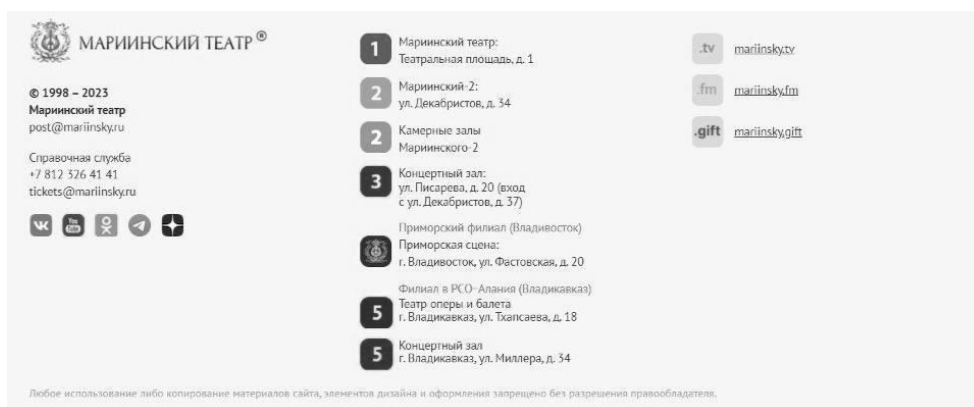 МАРИИНСКИЙ ТЕАТР®
© 1998 – 2023
Мариинский театр
post@mariinsky.ru
Справочная служба
+7 812 326 41 41
tickets@mariinsky.ru
You
Tube
1
Мариинский театр:
Театральная площадь, д. 1
2
Мариинский-2:
ул. Декабристов, д. 34
2
Камерные залы
Мариинского-2
3
Концертный зал:
ул. Писарева, д. 20 (вход
с ул. Декабристов, д. 37)
Приморский филиал (Владивосток)
Приморская сцена:
г. Владивосток, ул. Фастовская, д. 20
Филиал в РСО-Алания (Владикавказ)
5
Театр оперы и балета
г. Владикавказ, ул. Тхапсаева, д. 18
5
Концертный зал
г. Владикавказ, ул. Миллера, д. 34
.tv mariinsky.tv
.fm mariinsky.fm
.gift mariinsky.gift
Любое использование либо копирование материалов сайта, элементов дизайна и оформления запрещено без разрешения правообладателя.